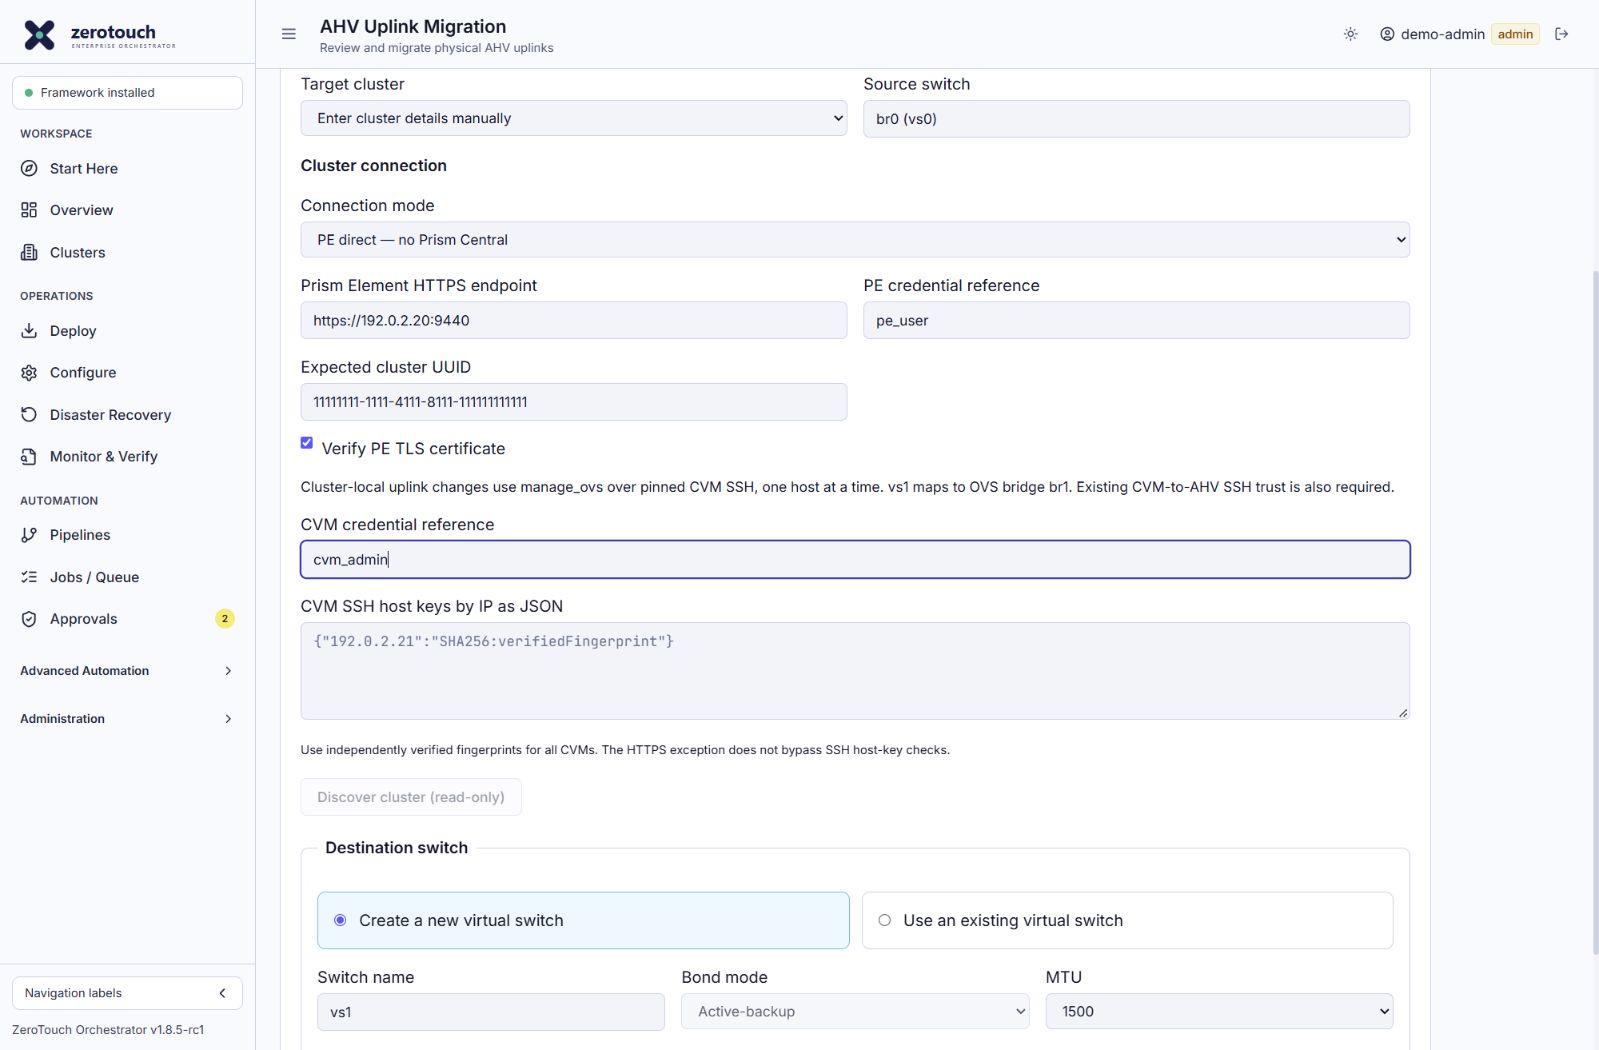 zerotouch
ENTERPRISE ORCHESTRATOR
AHV Uplink Migration
Review and migrate physical AHV uplinks
demo-admin
admin
Framework installed
WORKSPACE
Start Here
Overview
Clusters
OPERATIONS
Deploy
Configure
Disaster Recovery
Monitor & Verify
AUTOMATION
Pipelines
Jobs / Queue
Approvals
2
Advanced Automation
Administration
Navigation labels
ZeroTouch Orchestrator v1.8.5-rc1
Target cluster
Source switch
Enter cluster details manually
br0 (vs0)
Cluster connection
Connection mode
PE direct — no Prism Central
Prism Element HTTPS endpoint
PE credential reference
https://192.0.2.20:9440
pe_user
Expected cluster UUID
11111111-1111-4111-8111-111111111111
Verify PE TLS certificate
Cluster-local uplink changes use manage_ovs over pinned CVM SSH, one host at a time. vs1 maps to OVS bridge br1. Existing CVM-to-AHV SSH trust is also required.
CVM credential reference
cvm_admin
CVM SSH host keys by IP as JSON
{"192.0.2.21":"SHA256:verifiedFingerprint"}
Use independently verified fingerprints for all CVMs. The HTTPS exception does not bypass SSH host-key checks.
Discover cluster (read-only)
Destination switch
Create a new virtual switch
Use an existing virtual switch
Switch name
Bond mode
MTU
vs1
Active-backup
1500